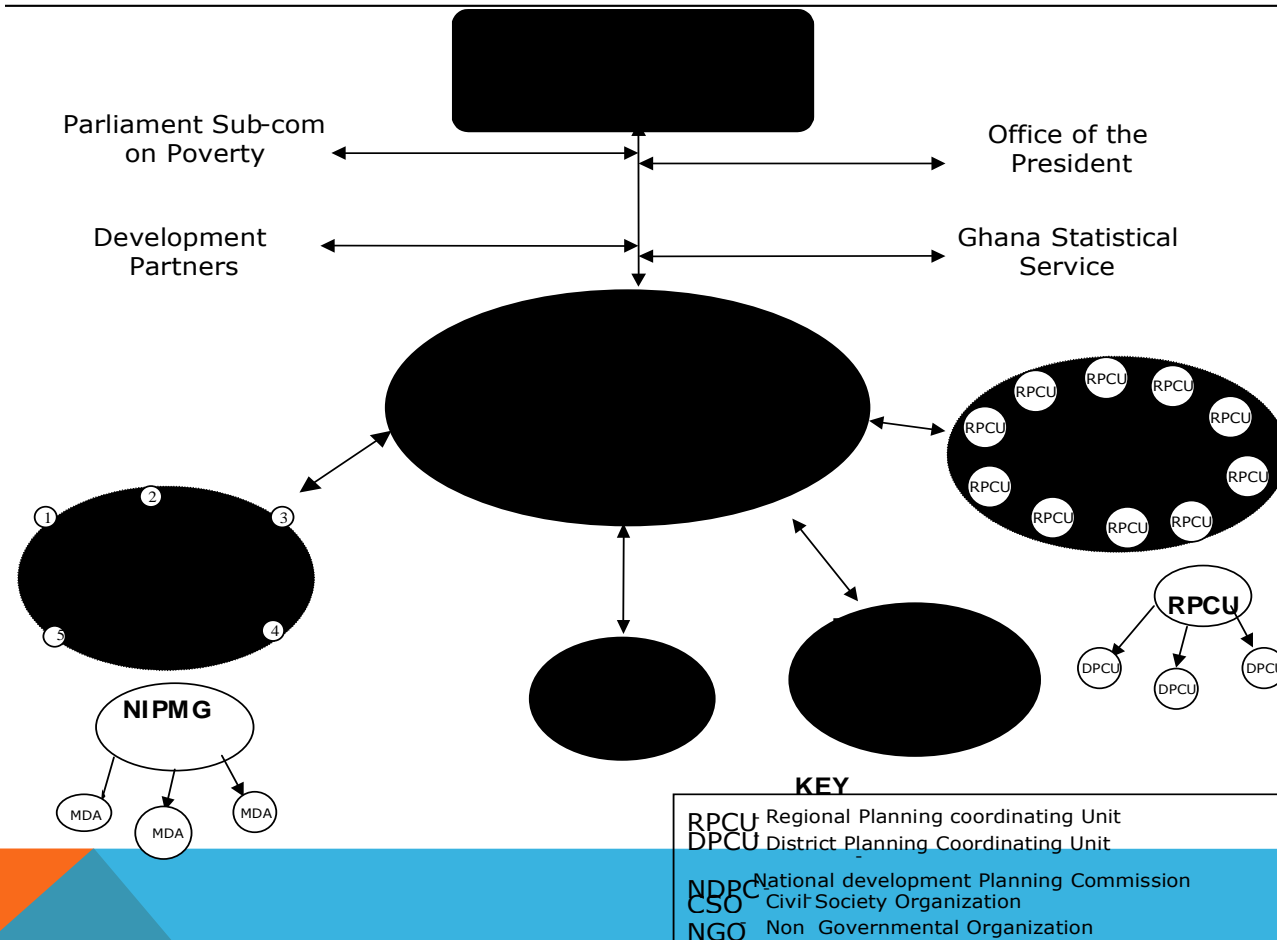 Parliament Sub-com
on Poverty
Office of the
President
Development
Partners
Ghana Statistical
Service
RPCU
RPCU
RPCU
RPCU
RPCU
RPCU
RPCU
RPCU
RPCU
RPCU
1
2
3
4
5
RPCU
DPCU
DPCU
DPCU
NIPMG
MDA
MDA
MDA
KEY
RPCU - Regional Planning coordinating Unit
DPCU - District Planning Coordinating Unit
NDPC - National development Planning Commission
CSO - Civil Society Organization
NGO - Non Governmental Organization